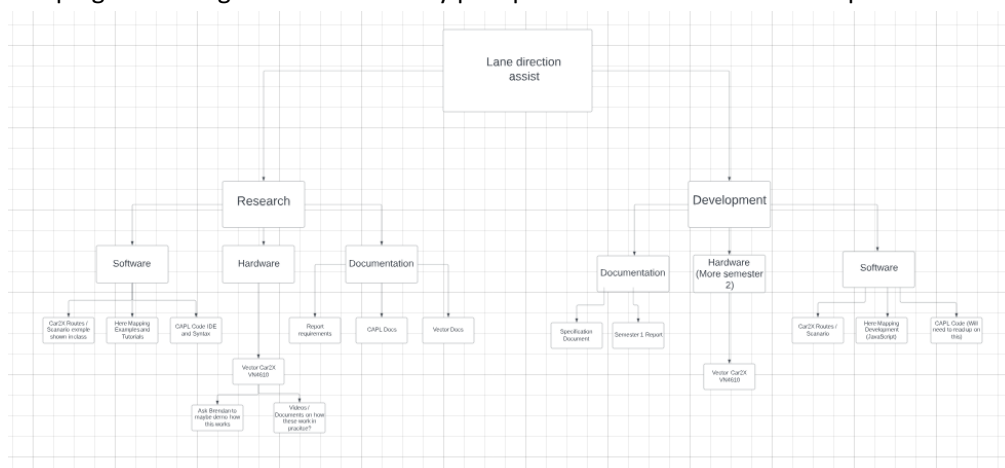 Lane direction
assist
Research
Development
Software
Hardware
Documentation
Documentation
Hardware
(More semester
2)
Software
Car2X Routes /
Scanario exmple
shown in class
Here Mapping
Examples and
Tutorials
CAPL Code IDE
and Syntax
Report
requirements
CAPL Docs
Vector Docs
Specification
Document
Semester 1 Report
Car2X Routes /
Scenario
Here Mapping
Development
(JavaScript)
CAPL Code (Will
need to read up on
this)
Vector Car2X
VN4610
Vector Car2X
VN4610
Ask Brendan to
maybe demo how
this works
Videos /
Documents on how
these work in